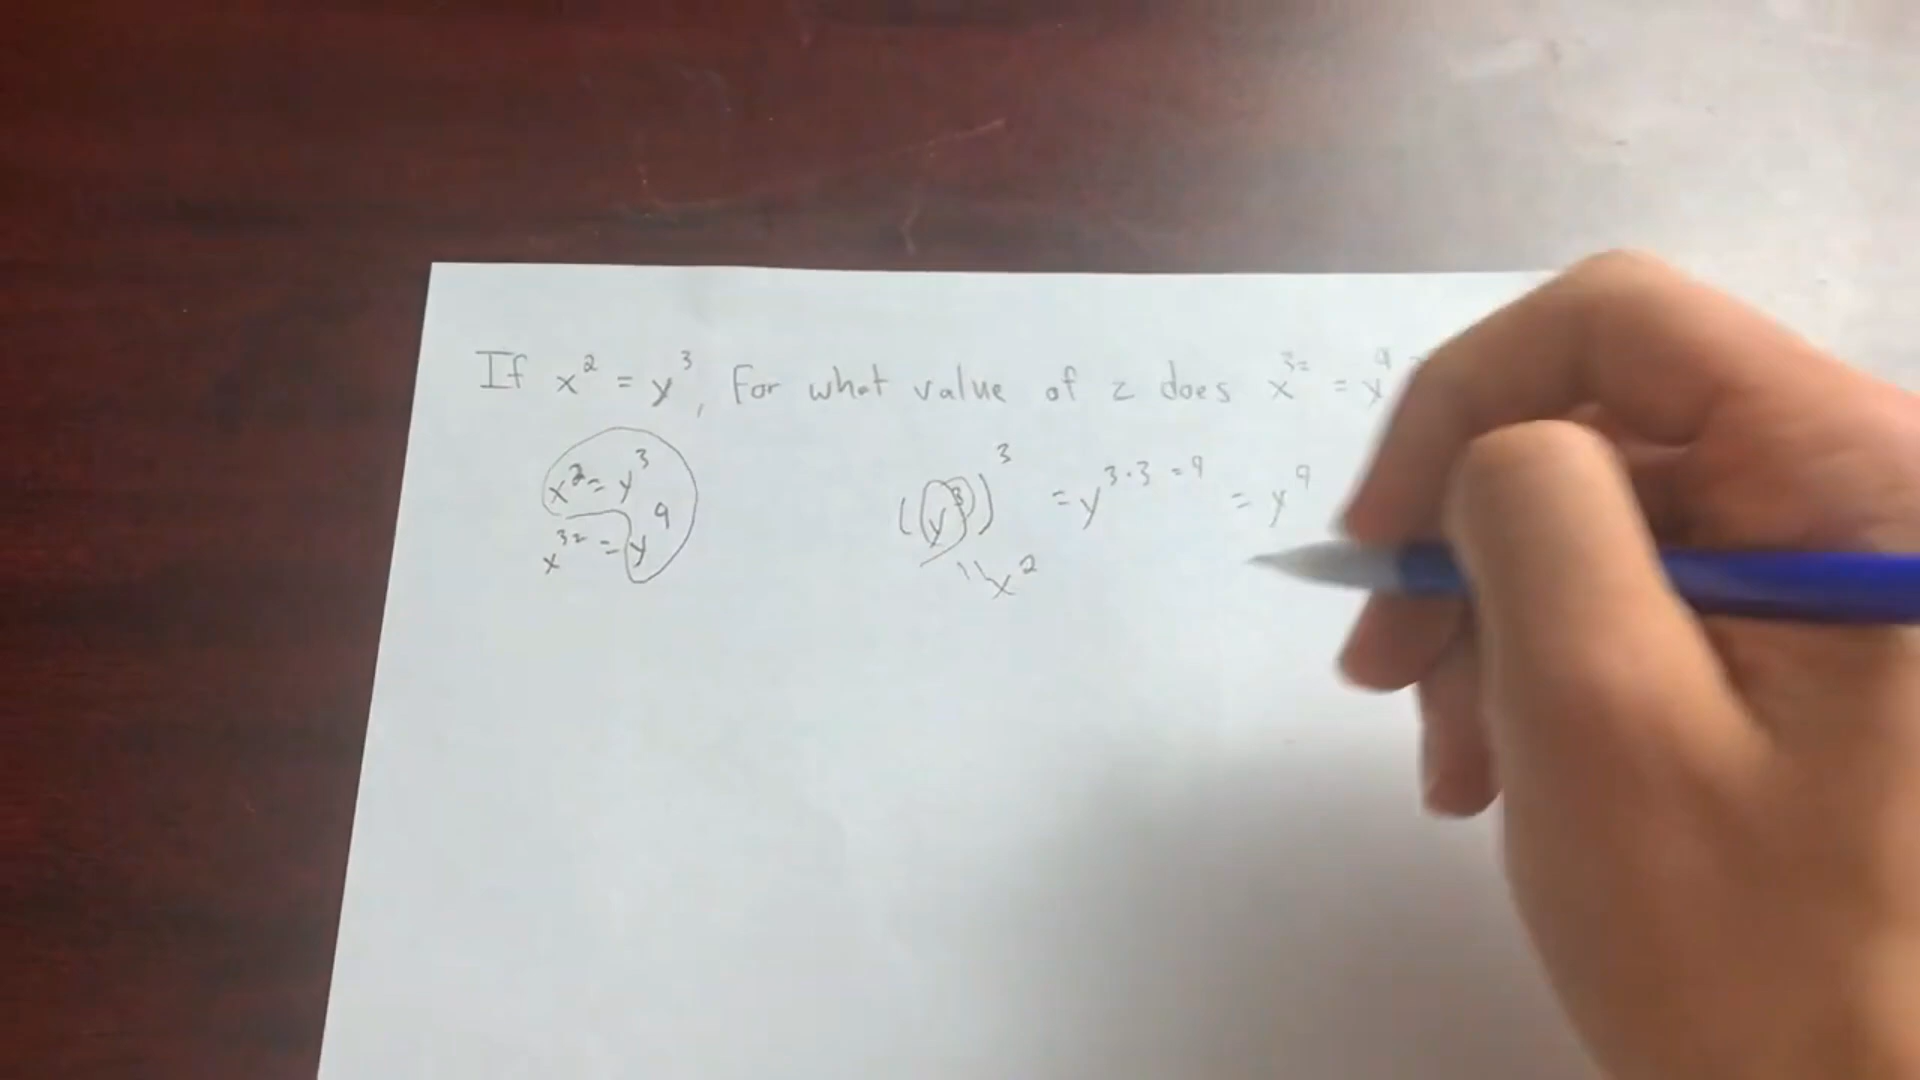 If x² = y³, For what value of z does x³ᶻ = y⁹
x² = y³
x³ᶻ = y⁹
(y³)³ = y³·³ ⁼⁹ = y⁹
= x²